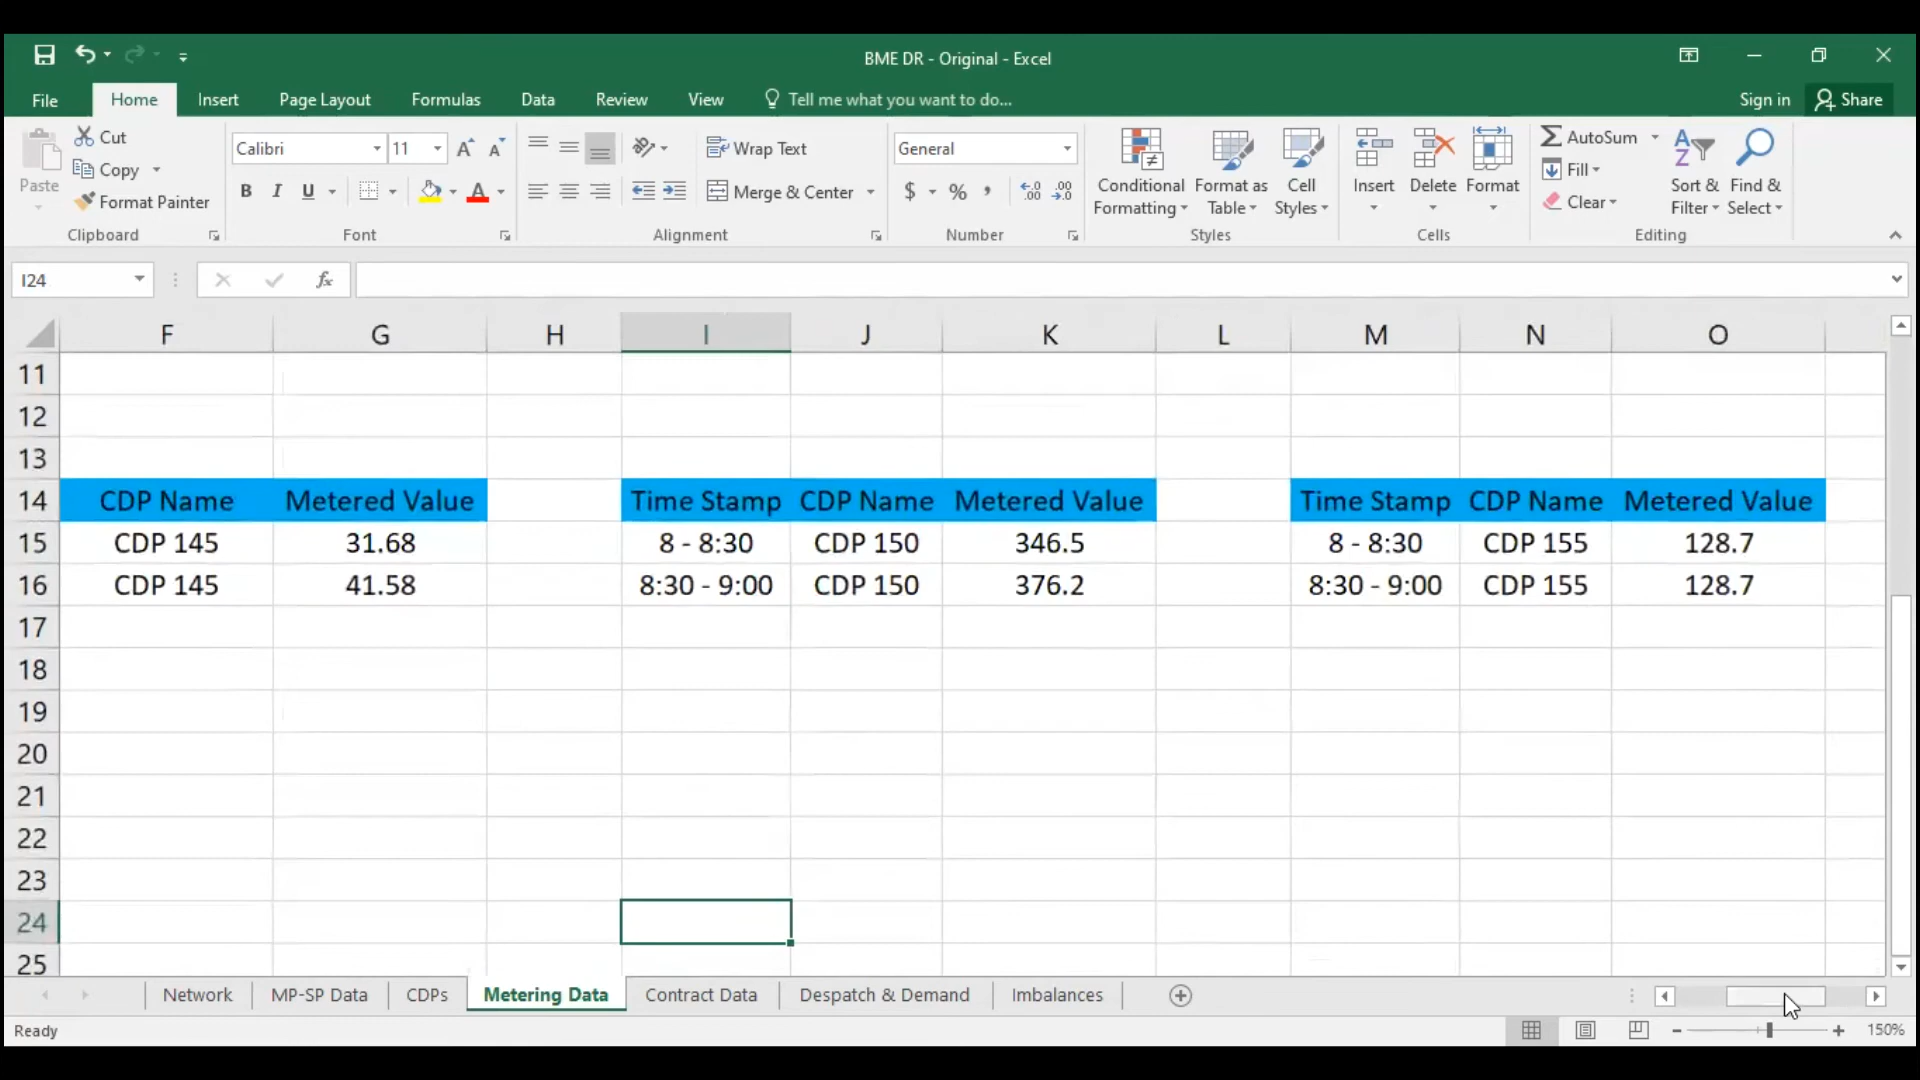 BME DR - Original - Excel
File Home Insert Page Layout Formulas Data Review View Tell me what you want to do... Sign in Share
Cut
Copy
Format Painter
Paste
Clipboard
Calibri 11
B I U A
Font
Wrap Text
Merge & Center
Alignment
General
$ % ,
Number
Conditional Formatting
Format as Table
Cell Styles
Styles
Insert Delete Format
Cells
AutoSum
Fill
Clear
Sort & Filter
Find & Select
Editing
I24 fx
F G H I J K L M N O
11
12
13
14 CDP Name Metered Value Time Stamp CDP Name Metered Value Time Stamp CDP Name Metered Value
15 CDP 145 31.68 8 - 8:30 CDP 150 346.5 8 - 8:30 CDP 155 128.7
16 CDP 145 41.58 8:30 - 9:00 CDP 150 376.2 8:30 - 9:00 CDP 155 128.7
17
18
19
20
21
22
23
24
25
Network MP-SP Data CDPs Metering Data Contract Data Despatch & Demand Imbalances
Ready 150%